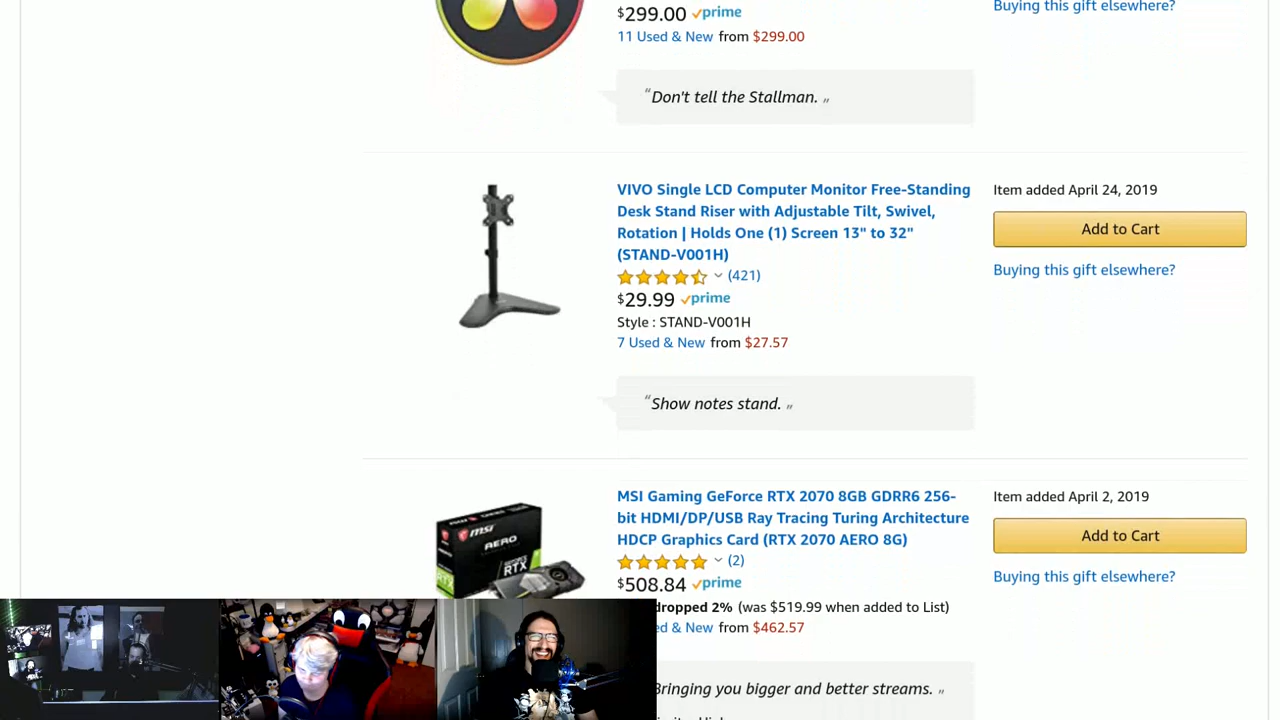 $299.00 prime
Buying this gift elsewhere?
11 Used & New from $299.00
“Don't tell the Stallman. „
VIVO Single LCD Computer Monitor Free-Standing
Desk Stand Riser with Adjustable Tilt, Swivel,
Rotation | Holds One (1) Screen 13" to 32"
(STAND-V001H)
(421)
$29.99 prime
Style : STAND-V001H
7 Used & New from $27.57
Item added April 24, 2019
Add to Cart
Buying this gift elsewhere?
“Show notes stand. „
MSI Gaming GeForce RTX 2070 8GB GDRR6 256-
bit HDMI/DP/USB Ray Tracing Turing Architecture
HDCP Graphics Card (RTX 2070 AERO 8G)
(2)
$508.84 prime
dropped 2% (was $519.99 when added to List)
ed & New from $462.57
Item added April 2, 2019
Add to Cart
Buying this gift elsewhere?
msi
AERO
GEFORCE
RTX
Bringing you bigger and better streams. „